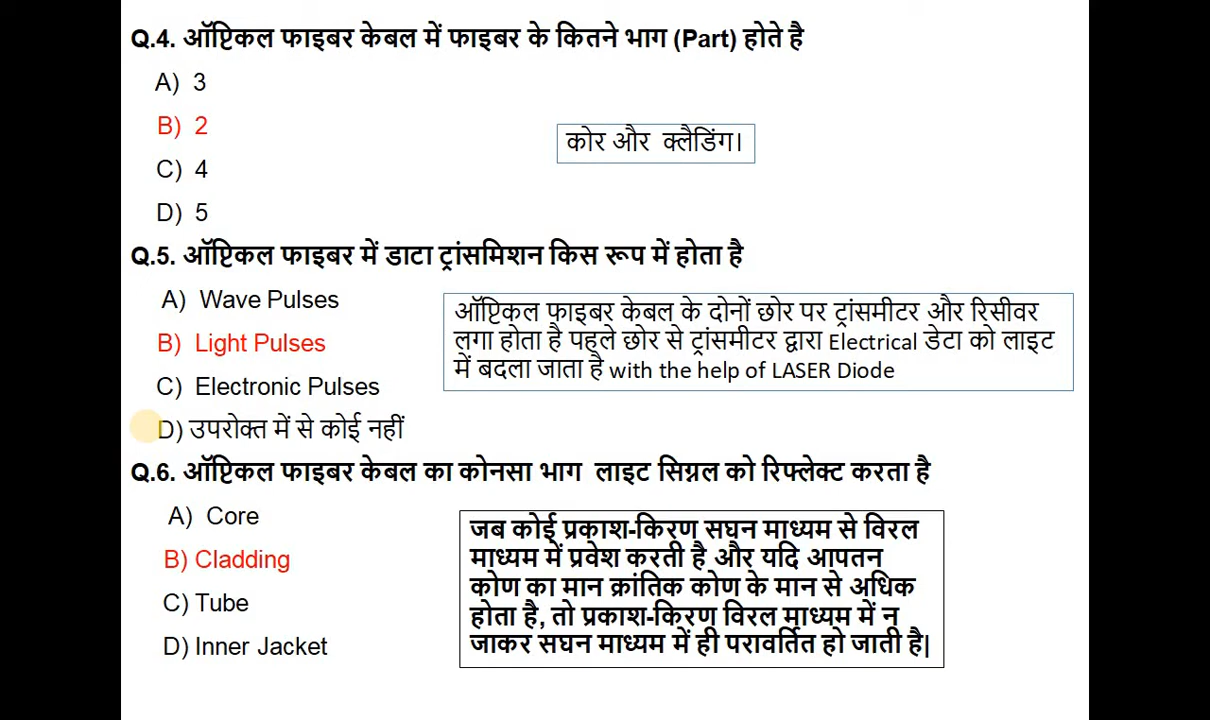 Q.4. ऑप्टिकल फाइबर केबल में फाइबर के कितने भाग (Part) होते है
A) 3
B) 2
कोर और क्लैडिंग।
C) 4
D) 5
Q.5. ऑप्टिकल फाइबर में डाटा ट्रांसमिशन किस रूप में होता है
A) Wave Pulses
B) Light Pulses
C) Electronic Pulses
D) उपरोक्त में से कोई नहीं
ऑप्टिकल फाइबर केबल के दोनों छोर पर ट्रांसमीटर और रिसीवर
लगा होता है पहले छोर से ट्रांसमीटर द्वारा Electrical डेटा को लाइट
में बदला जाता है with the help of LASER Diode
Q.6. ऑप्टिकल फाइबर केबल का कोनसा भाग लाइट सिग्नल को रिफ्लेक्ट करता है
A) Core
B) Cladding
C) Tube
D) Inner Jacket
जब कोई प्रकाश-किरण सघन माध्यम से विरल
माध्यम में प्रवेश करती है और यदि आपतन
कोण का मान क्रांतिक कोण के मान से अधिक
होता है, तो प्रकाश-किरण विरल माध्यम में न
जाकर सघन माध्यम में ही परावर्तित हो जाती है|